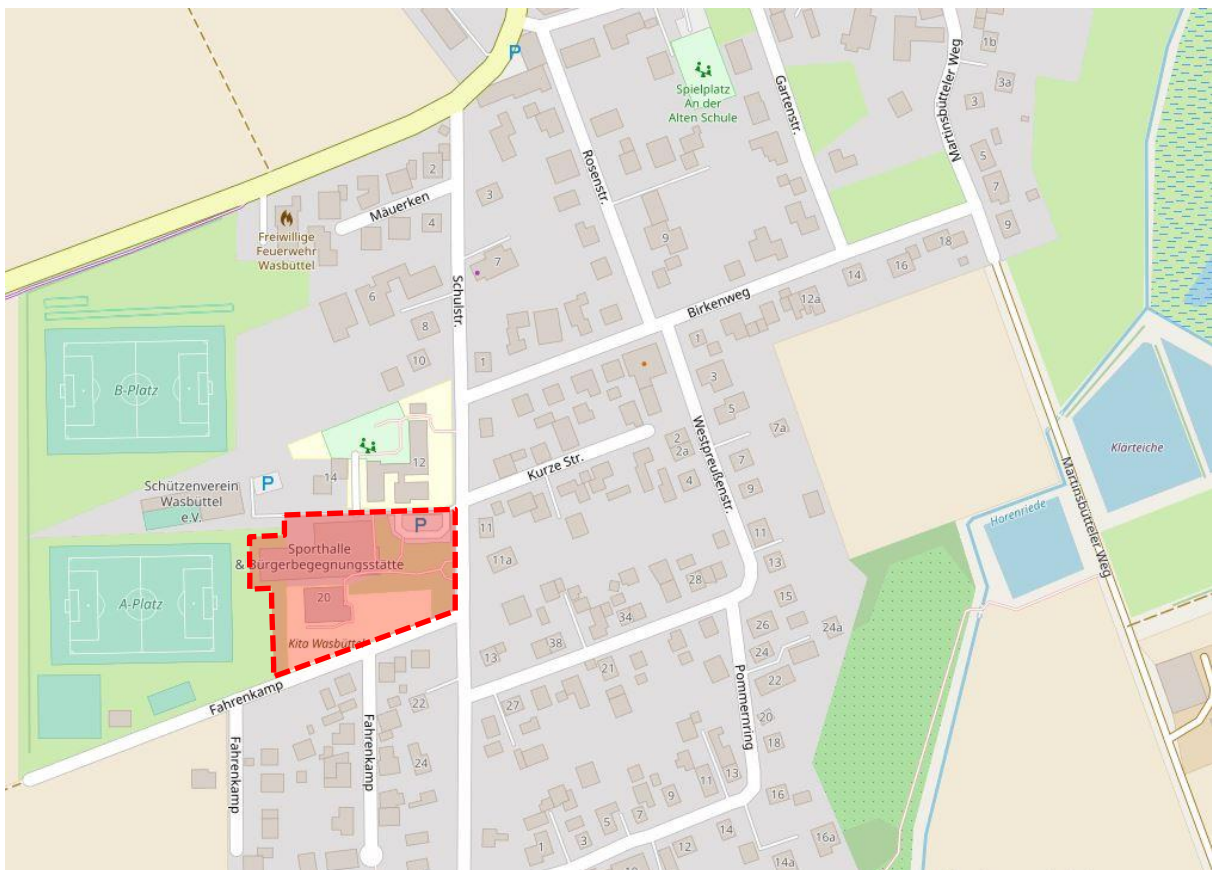 P
Spielplatz
An der
Alten Schule
Gartenstr.
Martinsbütteler Weg
1b
3a
3
5
7
9
Rosenstr.
2
Mäuerken
4
3
Freiwillige
Feuerwehr
Wasbüttel
9
7
6
Schulstr.
8
10
1
18
16
14
12a
Birkenweg
1
3
5
7a
Westpreußenstr.
2
2a
4
7
9
B-Platz
Kurze Str.
12
14
P
Schützenverein
Wasbüttel
e.V.
P
Sporthalle
& Bürgerbegegnungsstätte
20
Kita Wasbüttel
A-Platz
11
11a
11
13
28
15
34
26
24a
38
24
22
13
21
27
20
18
Pommernring
Fahrenkamp
Fahrenkamp
Fahrenkamp
22
24
13
11
9
7
5
3
1
16
14
12
14a
16a
Klärteiche
Horenriede
Martinsbütteler Weg